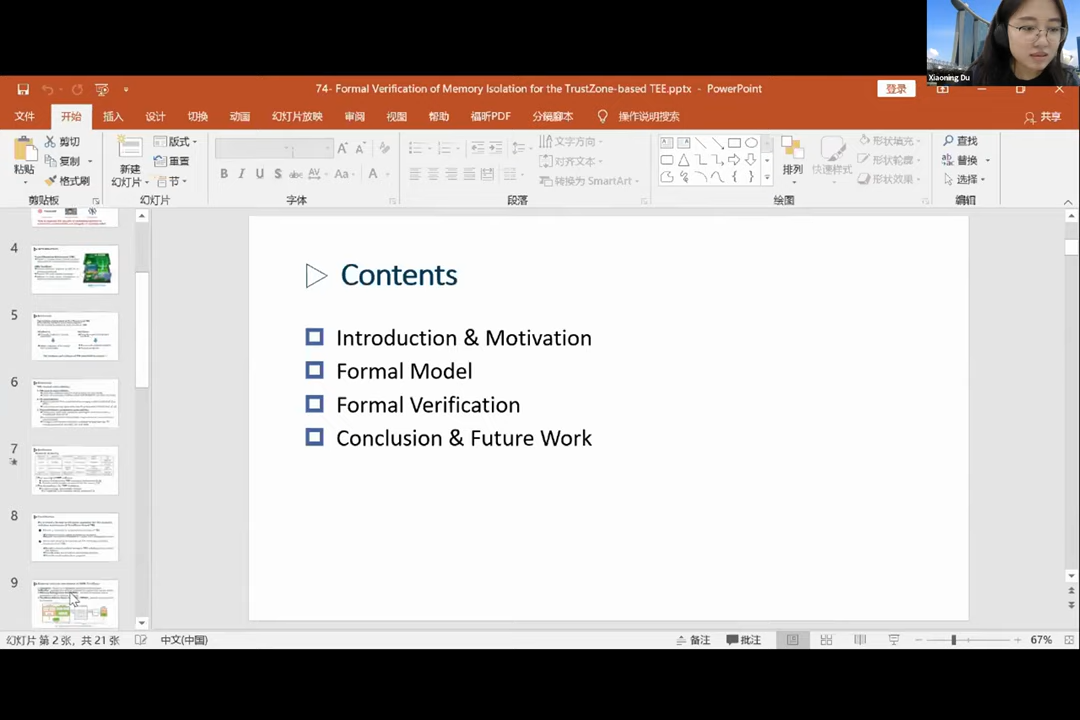 Xiaoning Du
74- Formal Verification of Memory Isolation for the TrustZone-based TEE.pptx - PowerPoint
登录
文件 开始 插入 设计 切换 动画 幻灯片放映 审阅 视图 帮助 福昕PDF 分镜脚本 操作说明搜索 共享
粘贴 剪切 复制 格式刷
剪贴板
新建幻灯片 版式 重置 节
幻灯片
B I U S abc AV Aa A
字体
文字方向 对齐文本 转换为 SmartArt
段落
排列 快速样式 形状填充 形状轮廓 形状效果
绘图
查找 替换 选择
编辑
4
5
6
7
8
9
Contents
Introduction & Motivation
Formal Model
Formal Verification
Conclusion & Future Work
幻灯片 第 2 张，共 21 张 中文(中国) 备注 批注 67%